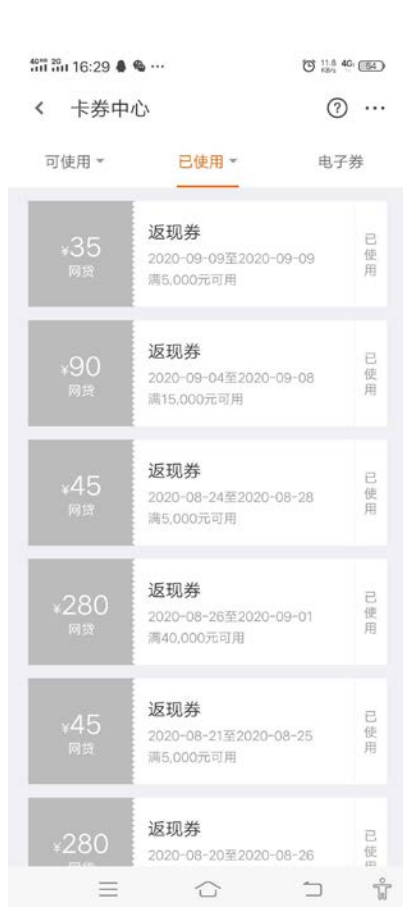 16:29
11.8 KB/s 4G 54
卡券中心
可使用 已使用 电子券
¥35
网贷
返现券
2020-09-09至2020-09-09
满5,000元可用
已使用
¥90
网贷
返现券
2020-09-04至2020-09-08
满15,000元可用
已使用
¥45
网贷
返现券
2020-08-24至2020-08-28
满5,000元可用
已使用
¥280
网贷
返现券
2020-08-26至2020-09-01
满40,000元可用
已使用
¥45
网贷
返现券
2020-08-21至2020-08-25
满5,000元可用
已使用
¥280
返现券
2020-08-20至2020-08-26
已使